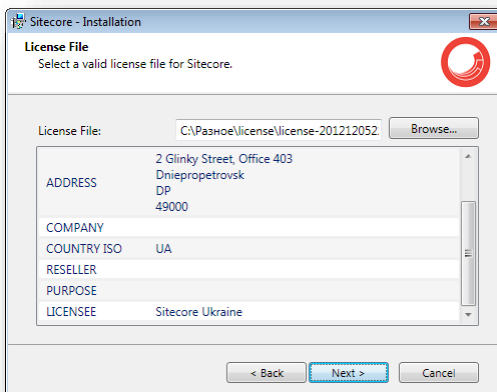 Sitecore - Installation
License File
Select a valid license file for Sitecore.
License File: C:\Разное\license\license-201212052 Browse...
ADDRESS 2 Glinky Street, Office 403
Dniepropetrovsk
DP
49000
COMPANY
COUNTRY ISO UA
RESELLER
PURPOSE
LICENSEE Sitecore Ukraine
< Back Next > Cancel